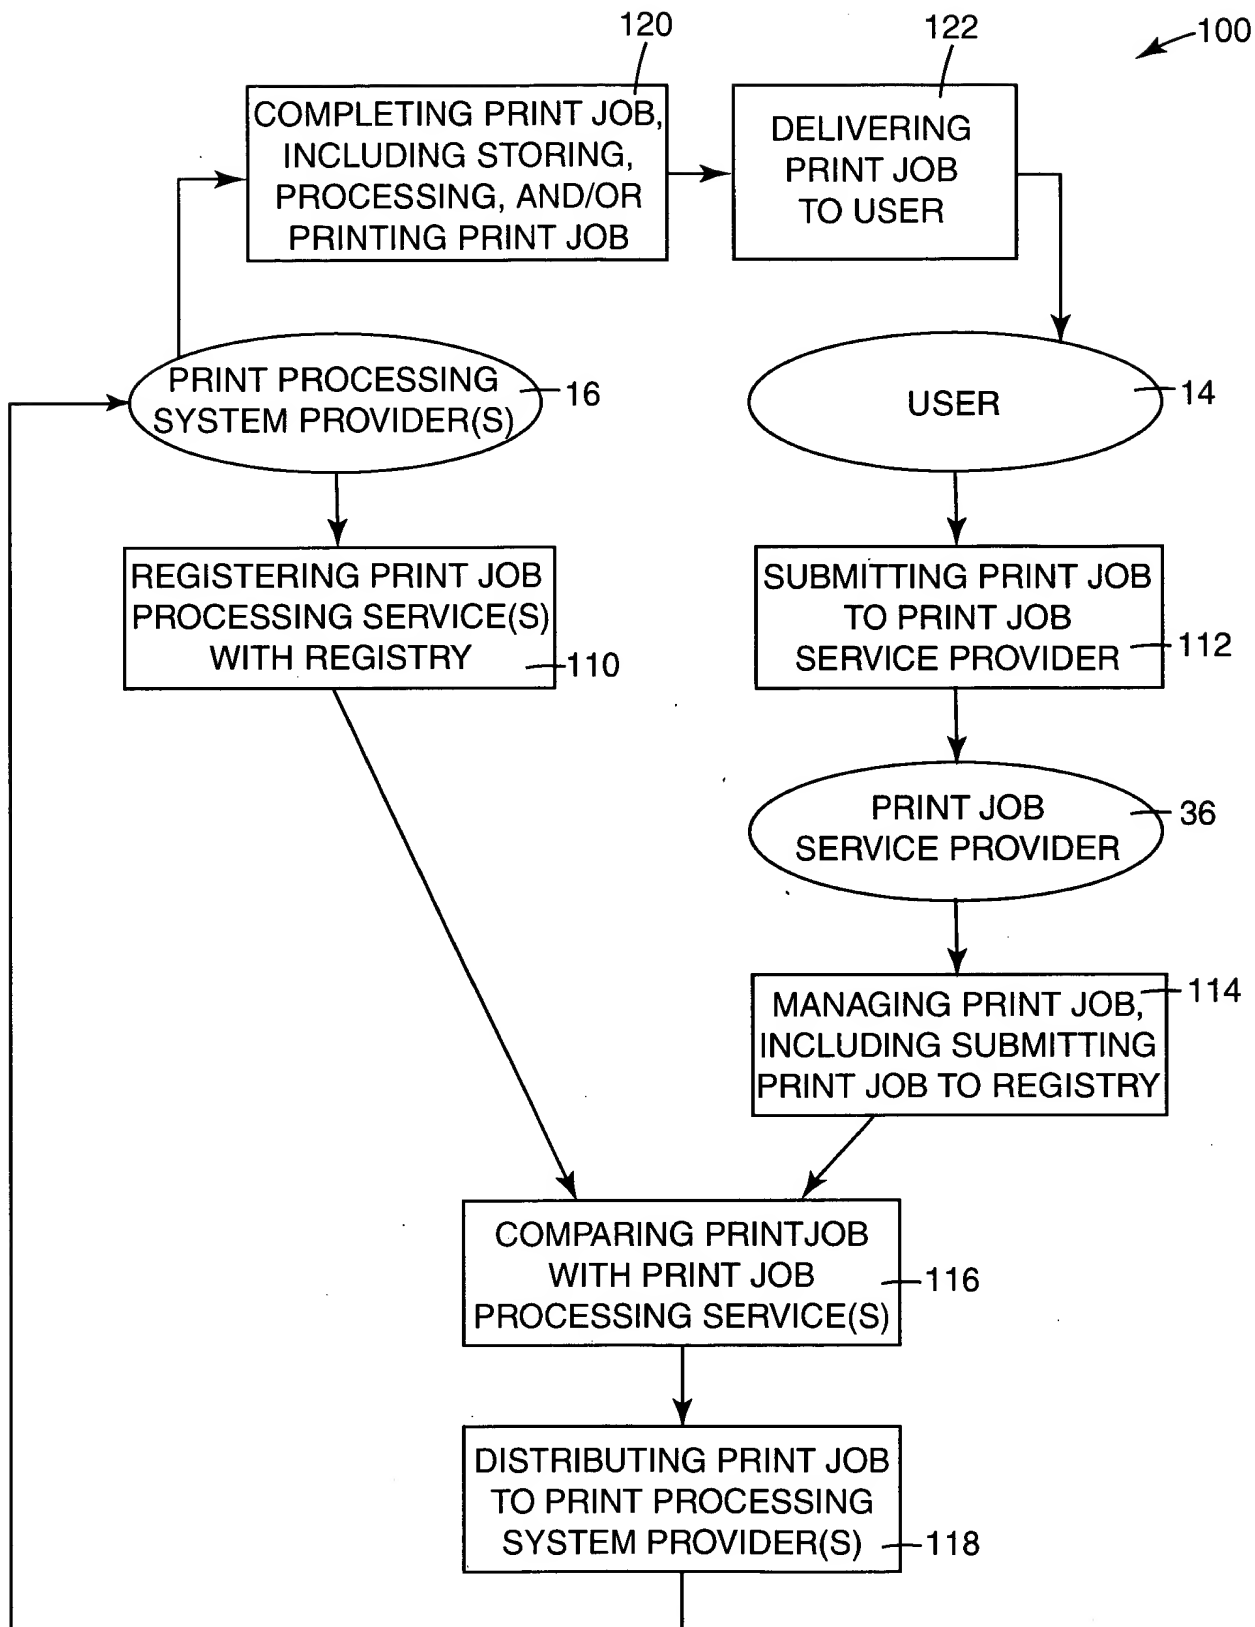 120
122
100
COMPLETING PRINT JOB,
INCLUDING STORING,
PROCESSING, AND/OR
PRINTING PRINT JOB
DELIVERING
PRINT JOB
TO USER
PRINT PROCESSING
SYSTEM PROVIDER(S)
16
USER
14
REGISTERING PRINT JOB
PROCESSING SERVICE(S)
WITH REGISTRY
110
SUBMITTING PRINT JOB
TO PRINT JOB
SERVICE PROVIDER
112
PRINT JOB
SERVICE PROVIDER
36
MANAGING PRINT JOB,
INCLUDING SUBMITTING
PRINT JOB TO REGISTRY
114
COMPARING PRINTJOB
WITH PRINT JOB
PROCESSING SERVICE(S)
116
DISTRIBUTING PRINT JOB
TO PRINT PROCESSING
SYSTEM PROVIDER(S)
118